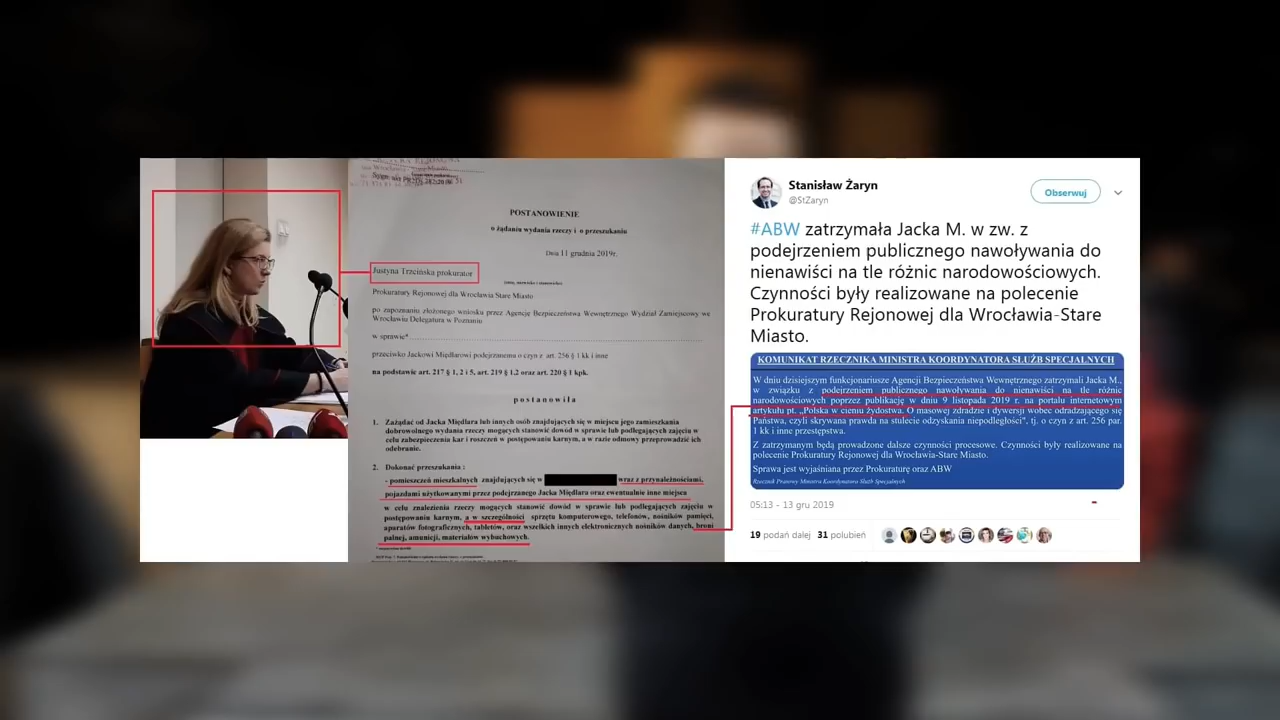 POSTANOWIENIE
o żądaniu wydania rzeczy i o przeszukaniu
Dnia 11 grudnia 2019r.
Justyna Trzcińska prokurator
(imię, nazwisko i stanowisko)
Prokuratury Rejonowej dla Wrocławia Stare Miasto
po zapoznaniu złożonego wniosku przez Agencję Bezpieczeństwa Wewnętrznego Wydział Zamiejscowy we
Wrocławiu Delegatura w Poznaniu
w sprawie*
przeciwko Jackowi Międlarowi podejrzanemu o czyn z art. 256 § 1 kk i inne
na podstawie art. 217 § 1, 2 i 5, art. 219 § 1,2 oraz art. 220 § 1 kpk.
postanowiła
1. Zażądać od Jacka Międlara lub innych osób znajdujących się w miejscu jego zamieszkania
dobrowolnego wydania rzeczy mogących stanowić dowód w sprawie lub podlegających zajęciu w
celu zabezpieczenia kar i roszczeń w postępowaniu karnym, a w razie odmowy przeprowadzić ich
odebranie.
2. Dokonać przeszukania :
- pomieszczeń mieszkalnych znajdujących się w wraz z przynależnościami,
pojazdami użytkowanymi przez podejrzanego Jacka Międlara oraz ewentualnie inne miejsca
w celu znalezienia rzeczy mogących stanowić dowód w sprawie lub podlegających zajęciu w
postępowaniu karnym, a w szczególności sprzętu komputerowego, telefonów, nośników pamięci,
aparatów fotograficznych, tabletów, oraz wszelkich innych elektronicznych nośników danych, broni
palnej, amunicji, materiałów wybuchowych.
Stanisław Żaryn
@StZaryn
Obserwuj
#ABW zatrzymała Jacka M. w zw. z
podejrzeniem publicznego nawoływania do
nienawiści na tle różnic narodowościowych.
Czynności były realizowane na polecenie
Prokuratury Rejonowej dla Wrocławia-Stare
Miasto.
KOMUNIKAT RZECZNIKA MINISTRA KOORDYNATORA SŁUŻB SPECJALNYCH
W dniu dzisiejszym funkcjonariusze Agencji Bezpieczeństwa Wewnętrznego zatrzymali Jacka M.,
w związku z podejrzeniem publicznego nawoływania do nienawiści na tle różnic
narodowościowych poprzez publikację w dniu 9 listopada 2019 r. na portalu internetowym
artykułu pt. „Polska w cieniu żydostwa. O masowej zdradzie i dywersji wobec odradzającego się
Państwa, czyli skrywana prawda na stulecie odzyskania niepodległości", tj. o czyn z art. 256 par.
1 kk i inne przestępstwa.
Z zatrzymanym będą prowadzone dalsze czynności procesowe. Czynności były realizowane na
polecenie Prokuratury Rejonowej dla Wrocławia-Stare Miasto.
Sprawa jest wyjaśniana przez Prokuraturę oraz ABW
Rzecznik Prasowy Ministra Koordynatora Służb Specjalnych
05:13 - 13 gru 2019
19 podań dalej 31 polubień